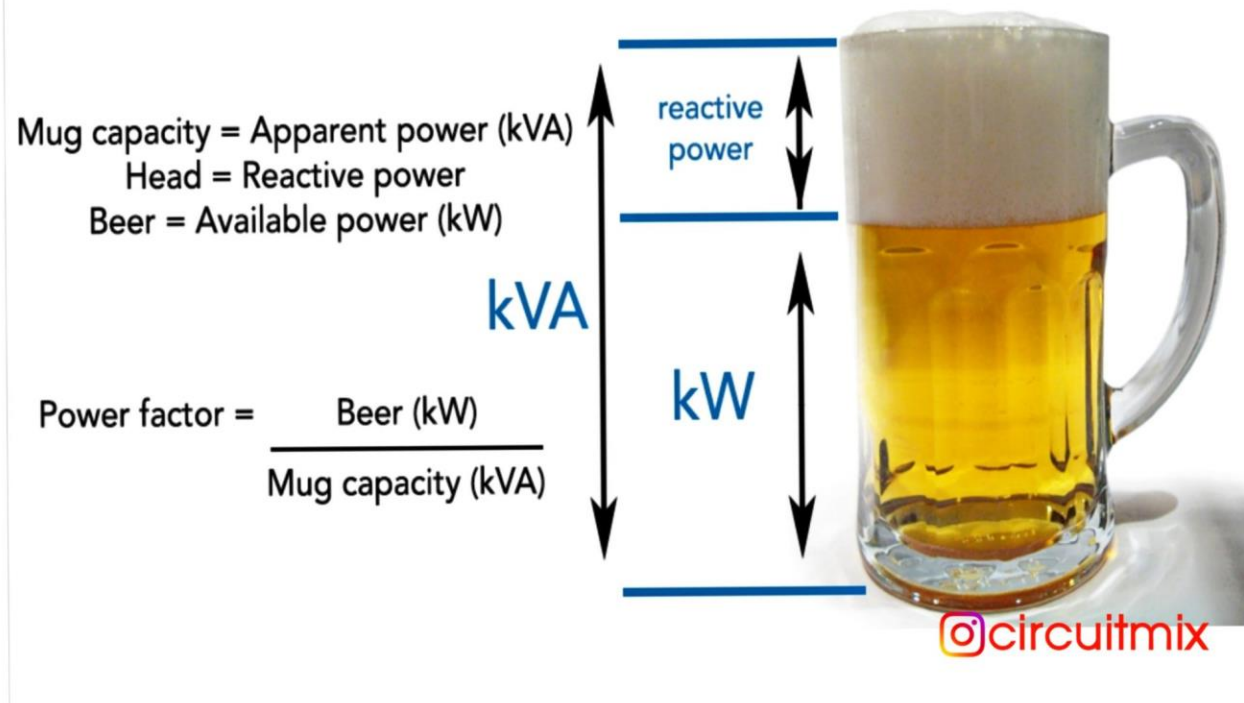 Mug capacity = Apparent power (kVA)
Head = Reactive power
Beer = Available power (kW)
reactive
power
kVA
kW
Power factor =
Beer (kW)
Mug capacity (kVA)
circuitmix